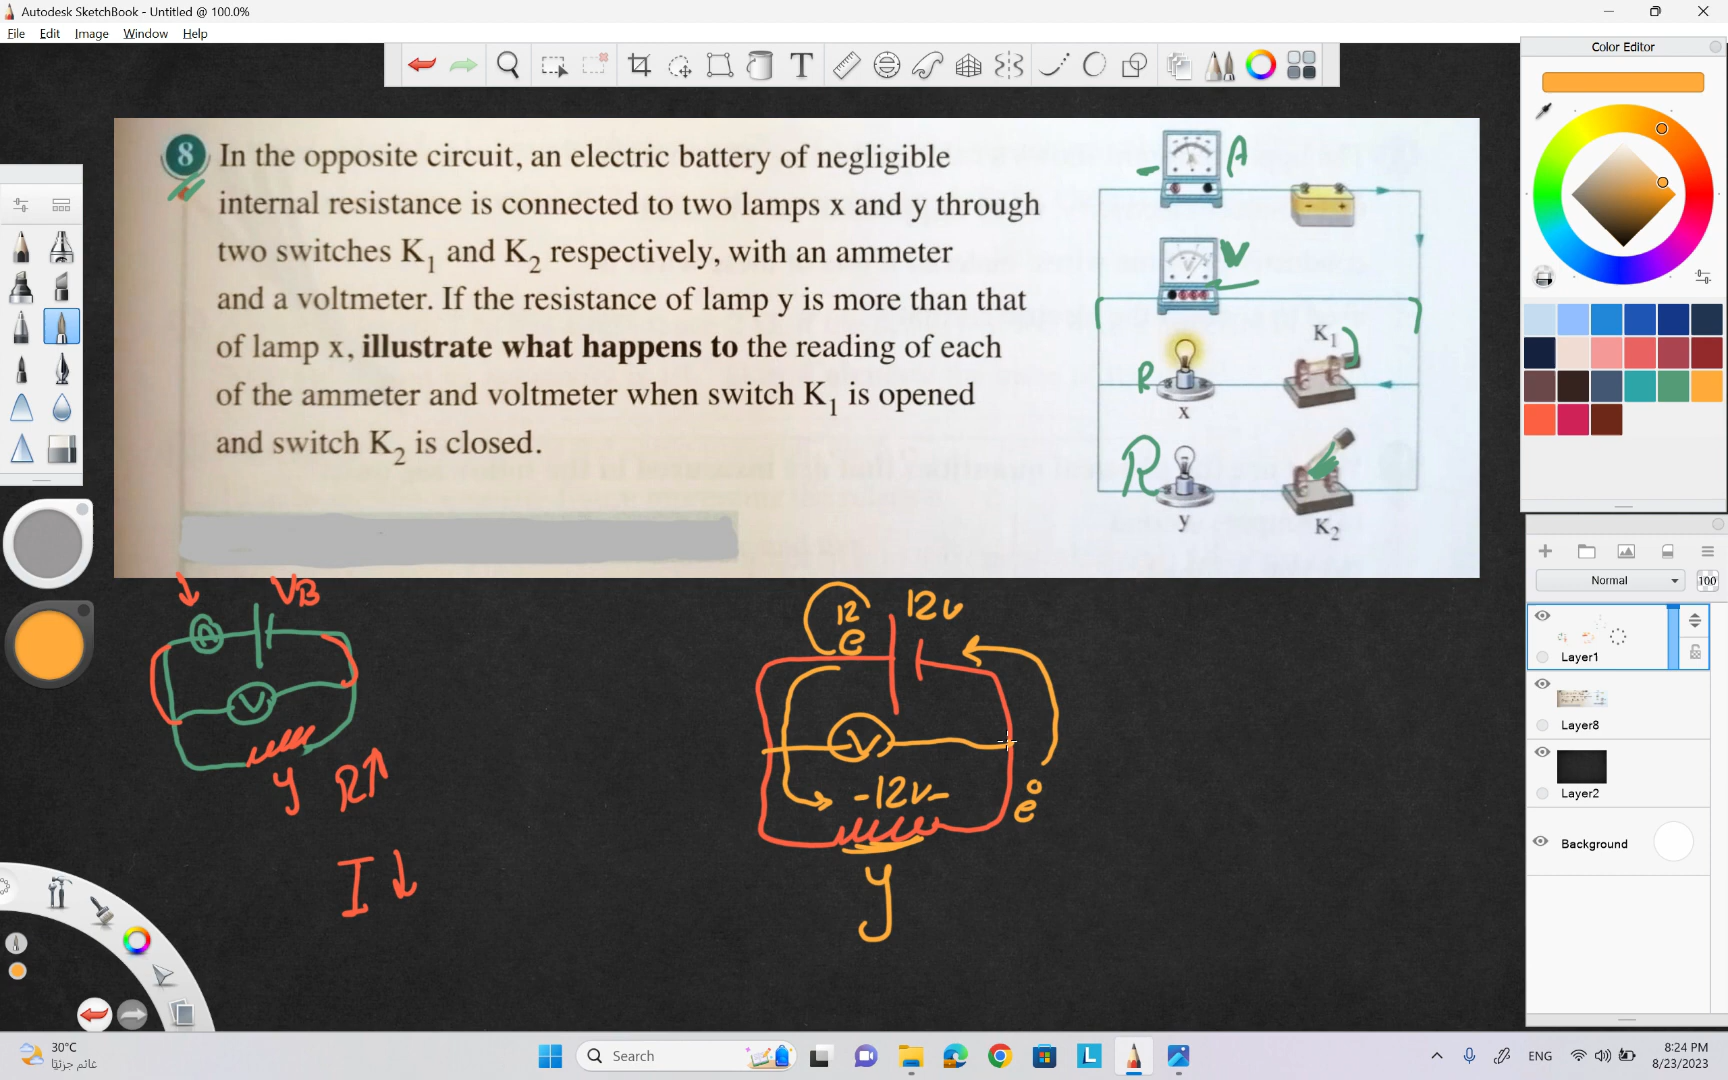 Autodesk SketchBook - Untitled @ 100.0%
File Edit Image Window Help
T
Color Editor
8 In the opposite circuit, an electric battery of negligible
internal resistance is connected to two lamps x and y through
two switches K1 and K2 respectively, with an ammeter
and a voltmeter. If the resistance of lamp y is more than that
of lamp x, illustrate what happens to the reading of each
of the ammeter and voltmeter when switch K1 is opened
and switch K2 is closed.
A
- +
V
V
K1
R
x
R
y
K2
VB
A
V
y R↑
I ↓
12
e
12v
V
-12v-
e
y
Normal
100
Layer1
Layer8
Layer2
Background
30°C
غائم جزئيًا
Search
L
ENG
8:24 PM
8/23/2023